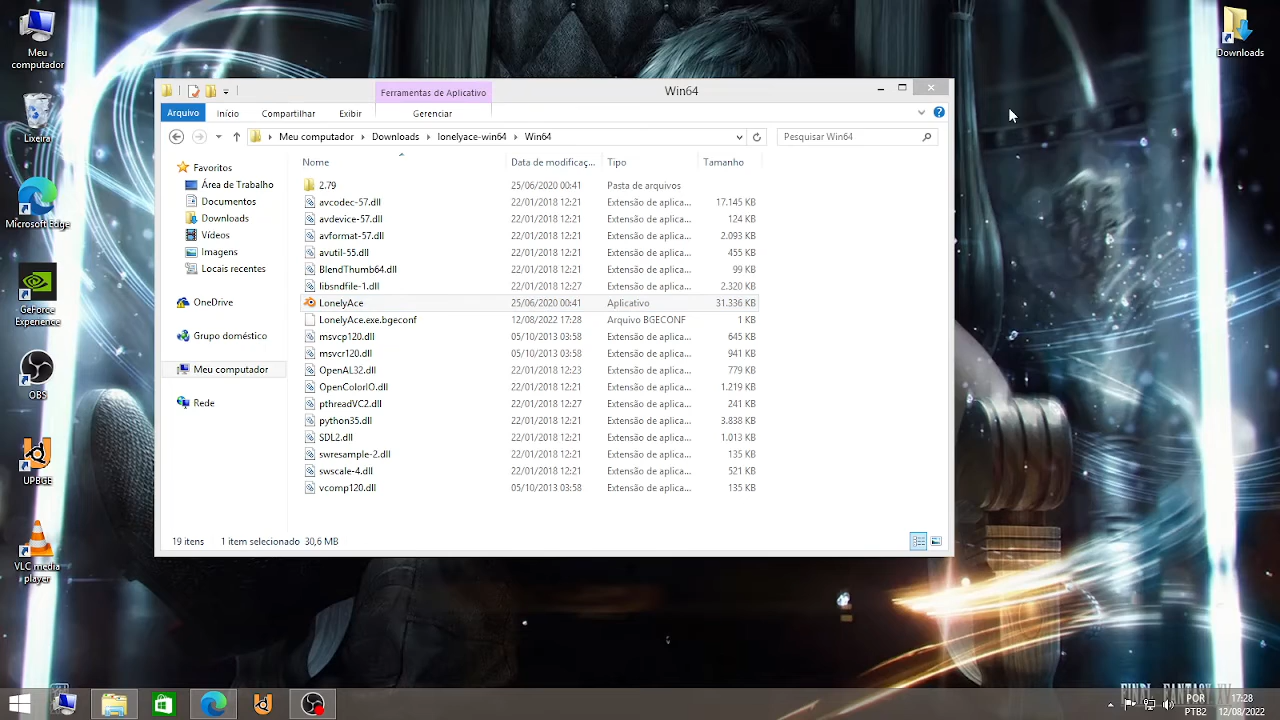 Meu computador
Lixeira
Microsoft Edge
GeForce Experience
OBS
UPBGE
VLC media player
Downloads
Ferramentas de Aplicativo
Win64
Arquivo
Início
Compartilhar
Exibir
Gerenciar
Meu computador
Downloads
lonelyace-win64
Win64
Pesquisar Win64
Favoritos
Área de Trabalho
Documentos
Downloads
Vídeos
Imagens
Locais recentes
OneDrive
Grupo doméstico
Meu computador
Rede
Nome Data de modificaç... Tipo Tamanho
2.79 25/06/2020 00:41 Pasta de arquivos
avcodec-57.dll 22/01/2018 12:21 Extensão de aplica... 17.145 KB
avdevice-57.dll 22/01/2018 12:21 Extensão de aplica... 124 KB
avformat-57.dll 22/01/2018 12:21 Extensão de aplica... 2.093 KB
avutil-55.dll 22/01/2018 12:21 Extensão de aplica... 455 KB
BlendThumb64.dll 22/01/2018 12:21 Extensão de aplica... 99 KB
libsndfile-1.dll 22/01/2018 12:27 Extensão de aplica... 2.320 KB
LonelyAce 25/06/2020 00:41 Aplicativo 31.336 KB
LonelyAce.exe.bgeconf 12/08/2022 17:28 Arquivo BGECONF 1 KB
msvcp120.dll 05/10/2013 03:58 Extensão de aplica... 645 KB
msvcr120.dll 05/10/2013 03:58 Extensão de aplica... 941 KB
OpenAL32.dll 22/01/2018 12:23 Extensão de aplica... 779 KB
OpenColorIO.dll 22/01/2018 12:21 Extensão de aplica... 1.219 KB
pthreadVC2.dll 22/01/2018 12:27 Extensão de aplica... 241 KB
python35.dll 22/01/2018 12:21 Extensão de aplica... 3.838 KB
SDL2.dll 22/01/2018 12:21 Extensão de aplica... 1.013 KB
swresample-2.dll 22/01/2018 12:21 Extensão de aplica... 135 KB
swscale-4.dll 22/01/2018 12:21 Extensão de aplica... 521 KB
vcomp120.dll 05/10/2013 03:58 Extensão de aplica... 135 KB
19 itens 1 item selecionado 30,6 MB
FINAL FANTASY XV
POR 17:28
PTB2 12/08/2022